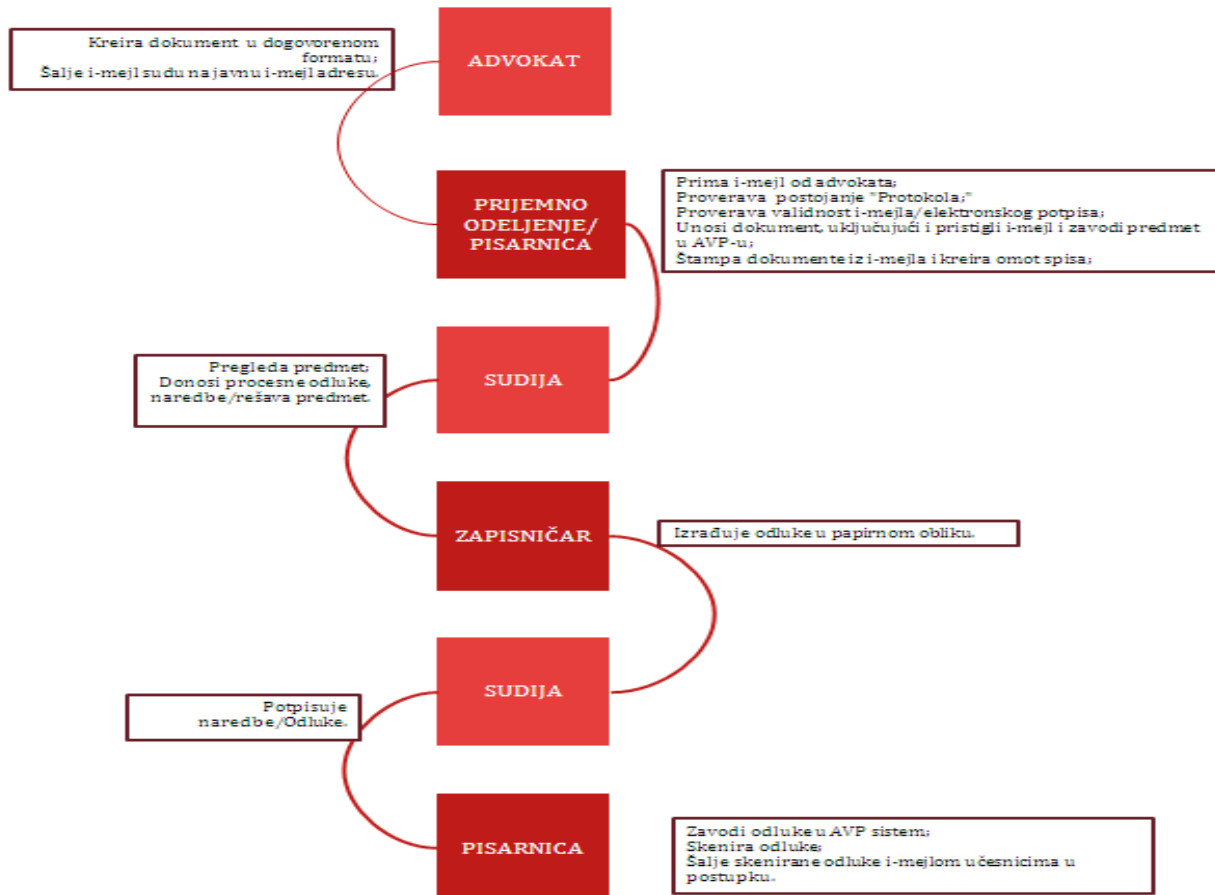 Kreira dokument u dogovorenom
formatu;
Šalje i-mejl sudu na javnu i-mejl adresu.
ADVOKAT
PRIJEMNO
ODELJENJE/
PISARNICA
Prima i-mejl od advokata;
Proverava postojanje "Protokola;"
Proverava validnost i-mejla/elektronskog potpisa;
Unosi dokument, uključujući i pristigli i-mejl i zavodi predmet
u AVP-u;
Štampa dokumente iz i-mejla i kreira omot spisa;
Pregleda predmet;
Donosi procesne odluke,
naredbe/rešava predmet.
SUDIJA
ZAPISNIČAR
Izrađuje odluke u papirnom obliku.
SUDIJA
Potpisuje
naredbe/Odluke.
PISARNICA
Zavodi odluke u AVP sistem;
Skenira odluke;
Šalje skenirane odluke i-mejlom učesnicima u
postupku.